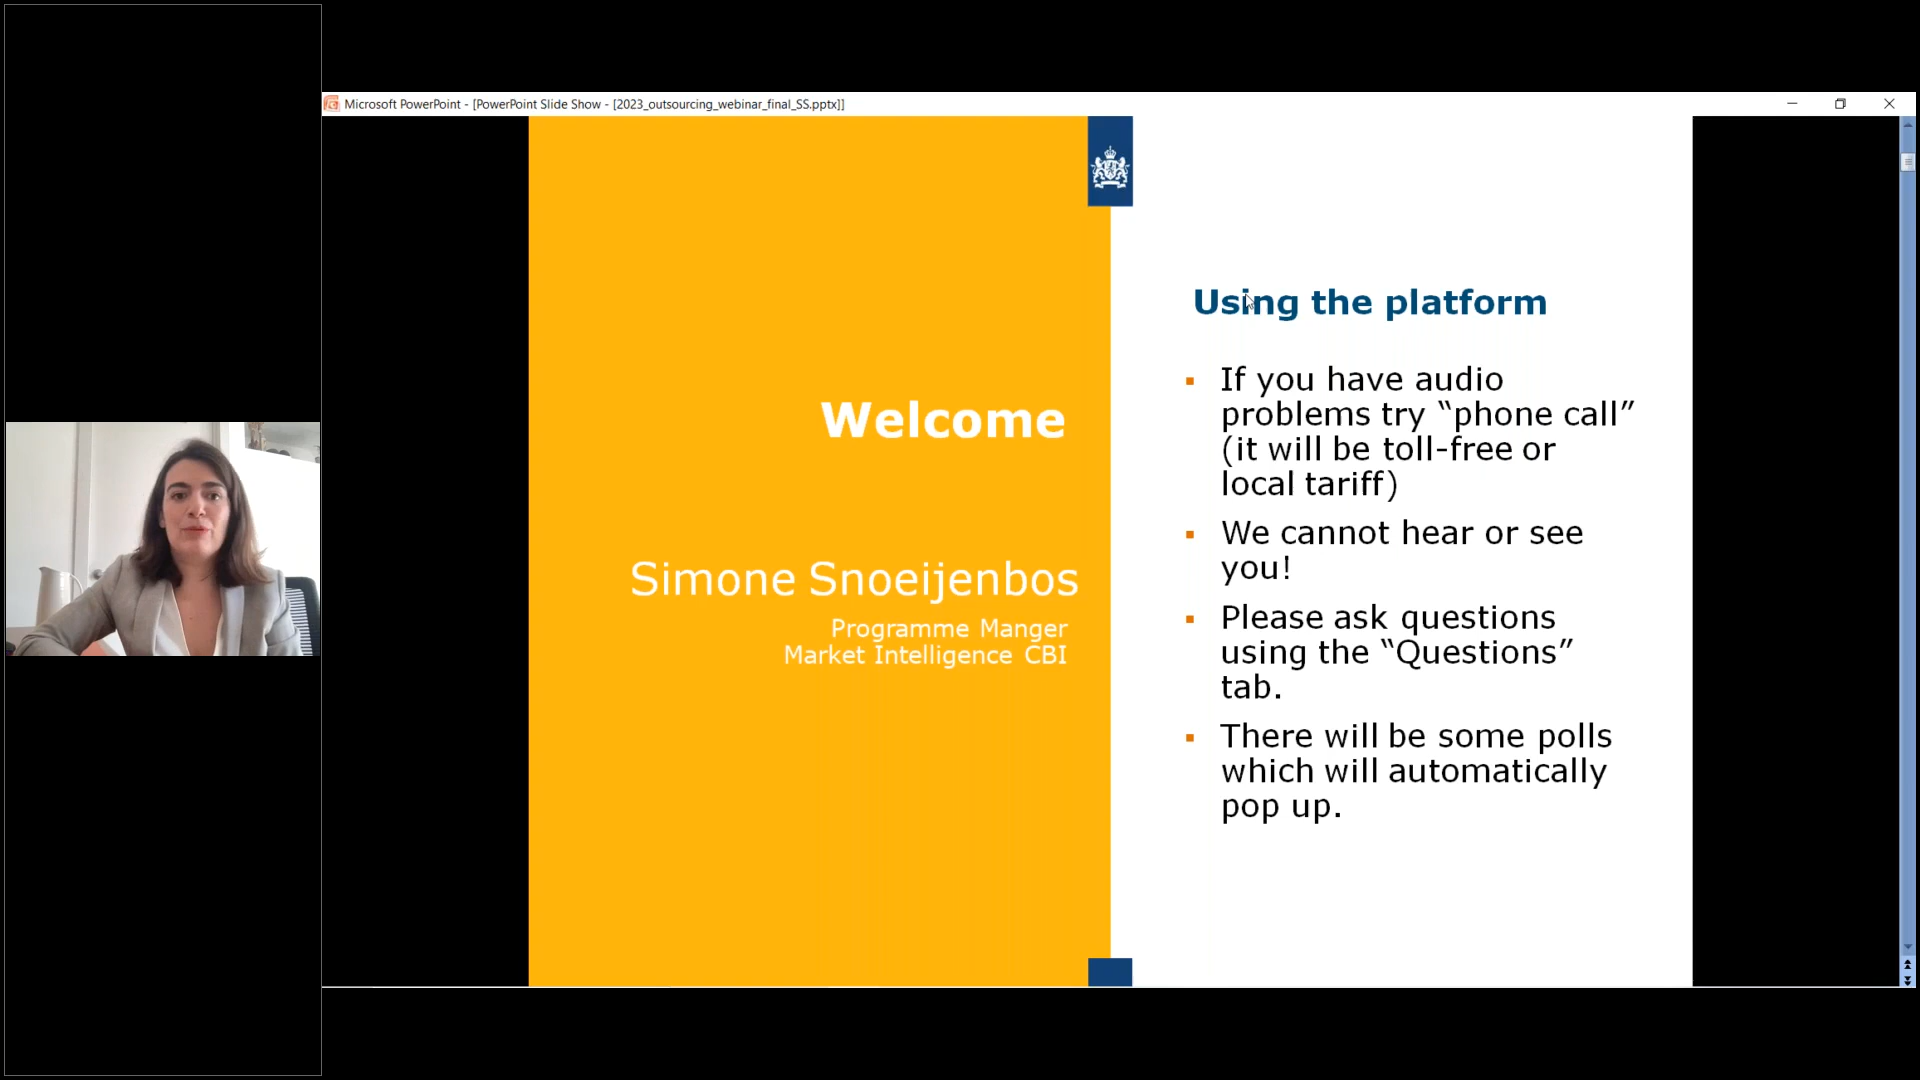 Microsoft PowerPoint - [PowerPoint Slide Show - [2023_outsourcing_webinar_final_SS.pptx]]
Welcome
Simone Snoeijenbos
Programme Manger
Market Intelligence CBI
Using the platform
▪ If you have audio
problems try “phone call”
(it will be toll-free or
local tariff)
▪ We cannot hear or see
you!
▪ Please ask questions
using the “Questions”
tab.
▪ There will be some polls
which will automatically
pop up.